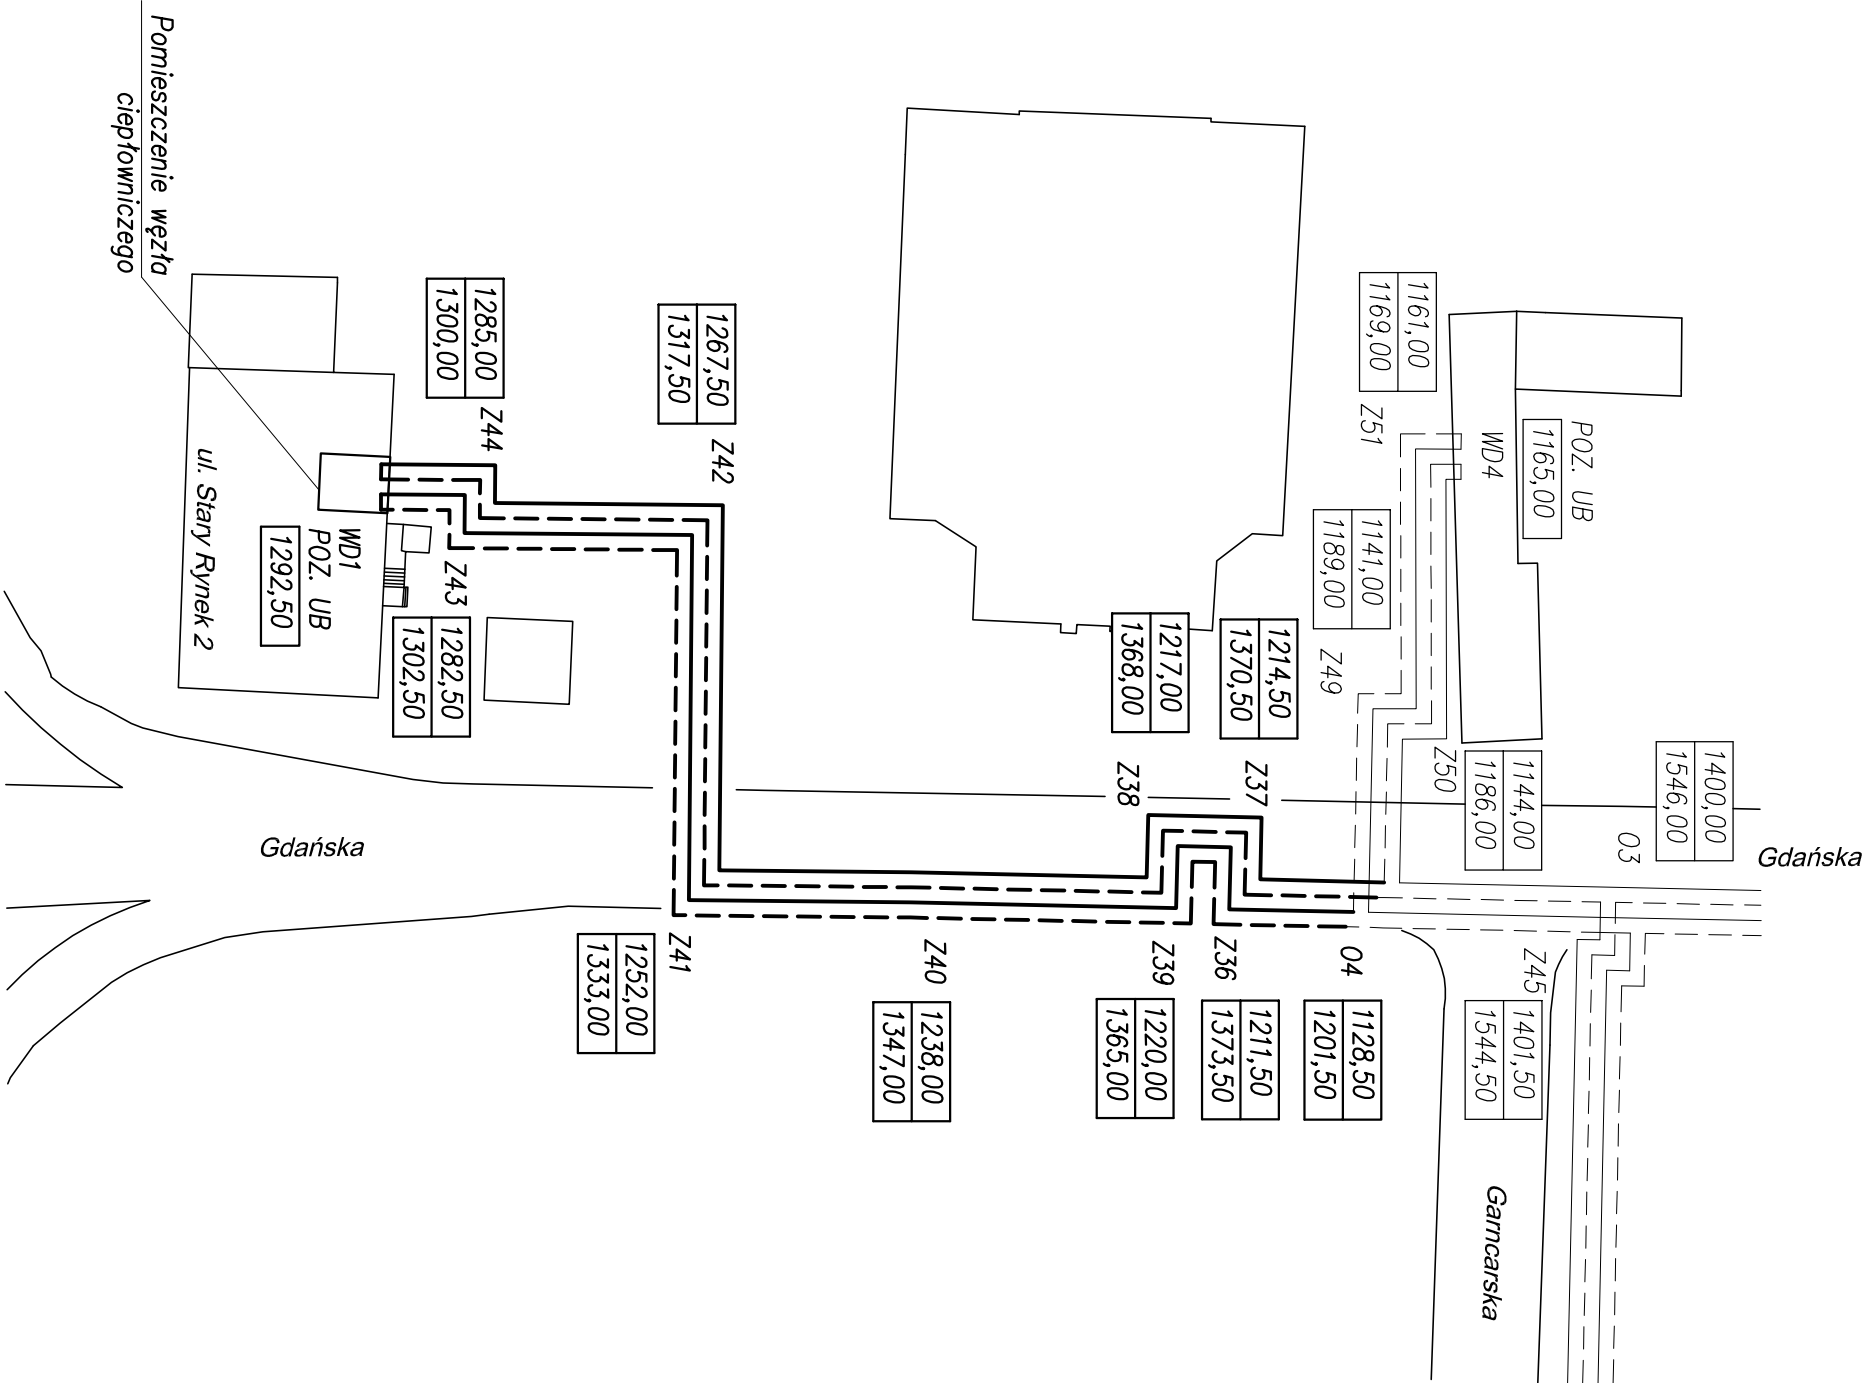 Pomieszczenie węzła
ciepłowniczego
1285,00
1300,00
Z44
1267,50
1317,50
Z42
1161,00
1169,00
Z51
WD4
POZ. UB
1165,00
1141,00
1189,00
Z49
ul. Stary Rynek 2
WD1
POZ. UB
1292,50
Z43
1282,50
1302,50
1217,00
1368,00
Z38
1214,50
1370,50
Z37
Z50
1144,00
1186,00
1400,00
1546,00
O3
Gdańska
Gdańska
Z41
1252,00
1333,00
Z40
1238,00
1347,00
Z39
1220,00
1365,00
Z36
1211,50
1373,50
O4
1128,50
1201,50
Z45
1401,50
1544,50
Garncarska